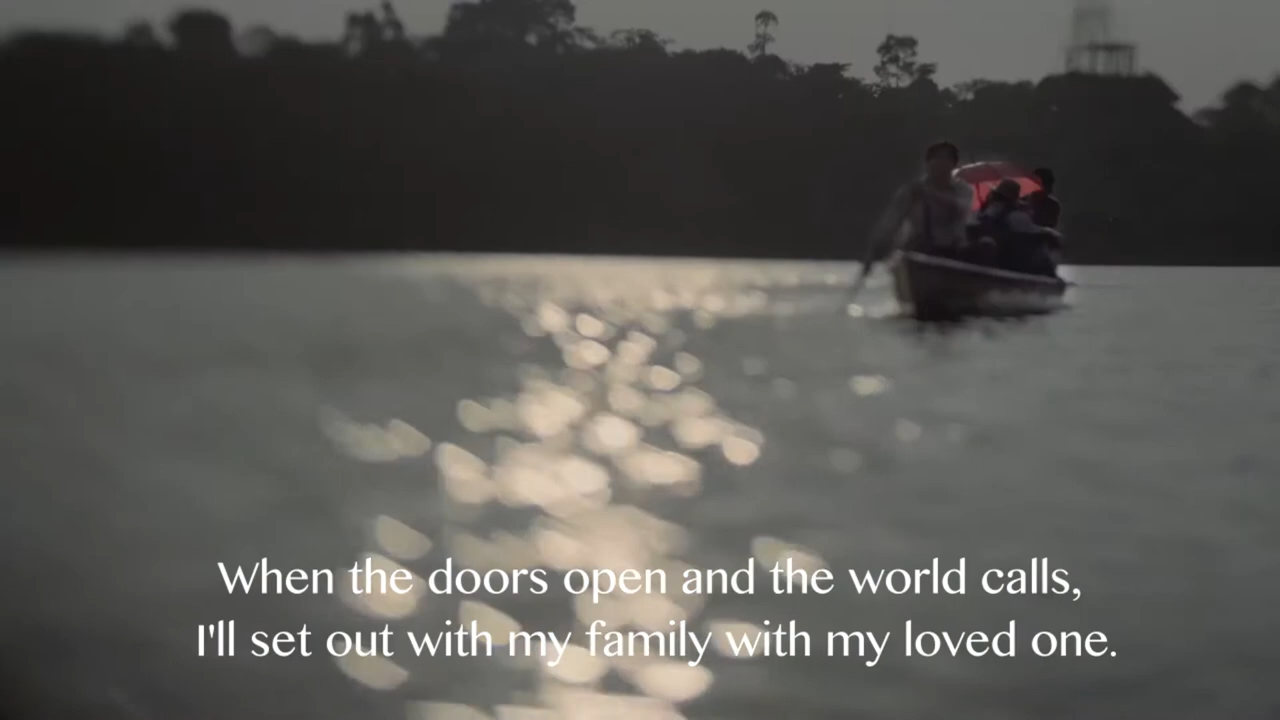 When the doors open and the world calls,
I'll set out with my family with my loved one.